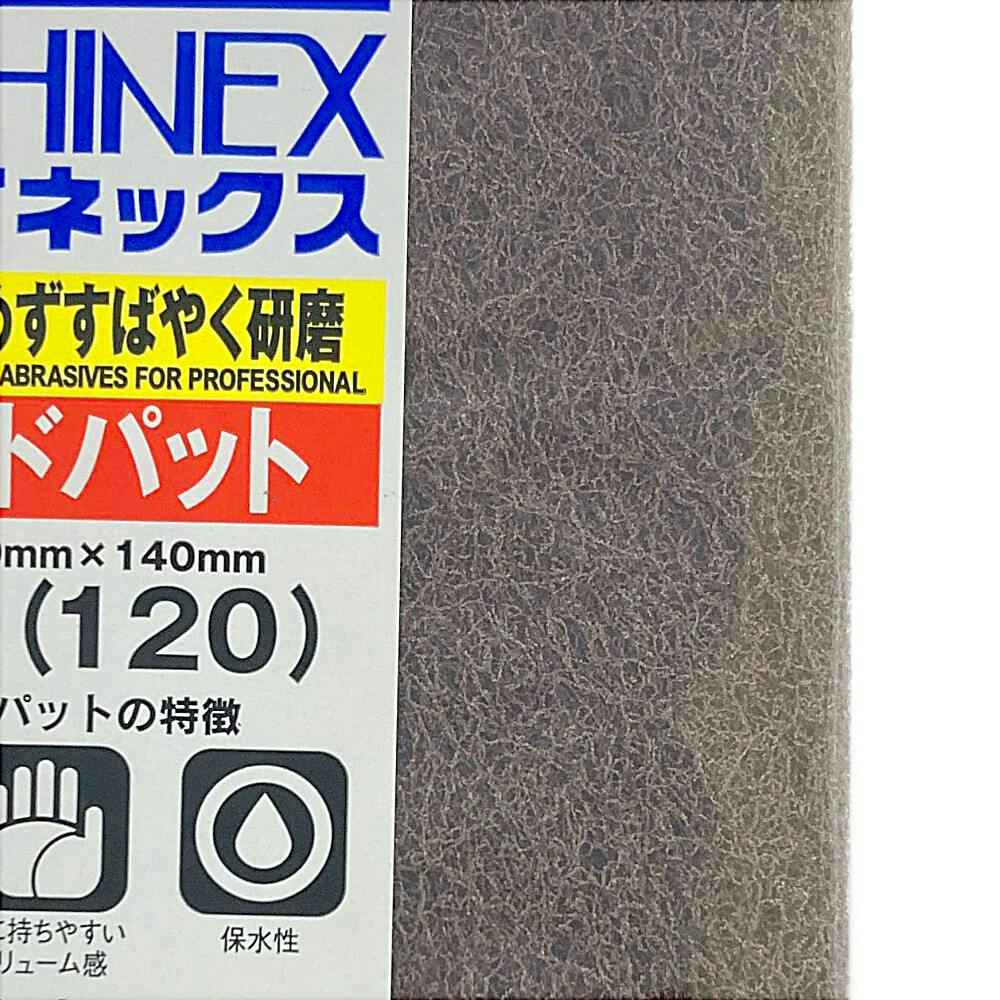 HINEX
ネックス
ずすばやく研磨
ABRASIVES FOR PROFESSIONAL
ドパット
mm×140mm
(120)
パットの特徴
持ちやすい
リューム感
保水性